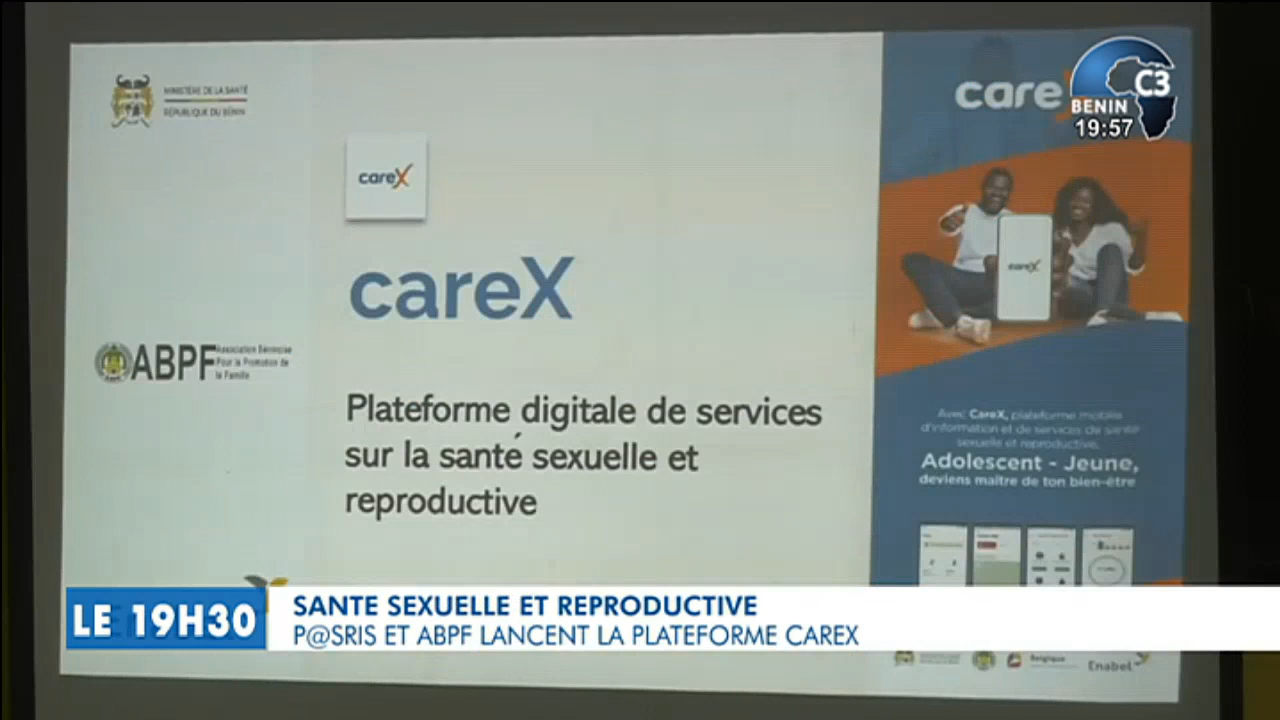 MINISTÈRE DE LA SANTÉ
RÉPUBLIQUE DU BÉNIN
careX
careX
ABPF
Association Béninoise
Pour la Promotion de
la Famille
Plateforme digitale de services
sur la santé sexuelle et
reproductive
care
C3
BENIN
19:57
careX
Avec CareX, plateforme mobile
d'information et de services de santé
sexuelle et reproductive,
Adolescent - Jeune,
deviens maître de ton bien-être
LE 19H30
SANTE SEXUELLE ET REPRODUCTIVE
P@SRIS ET ABPF LANCENT LA PLATEFORME CAREX
Belgique
Enabel